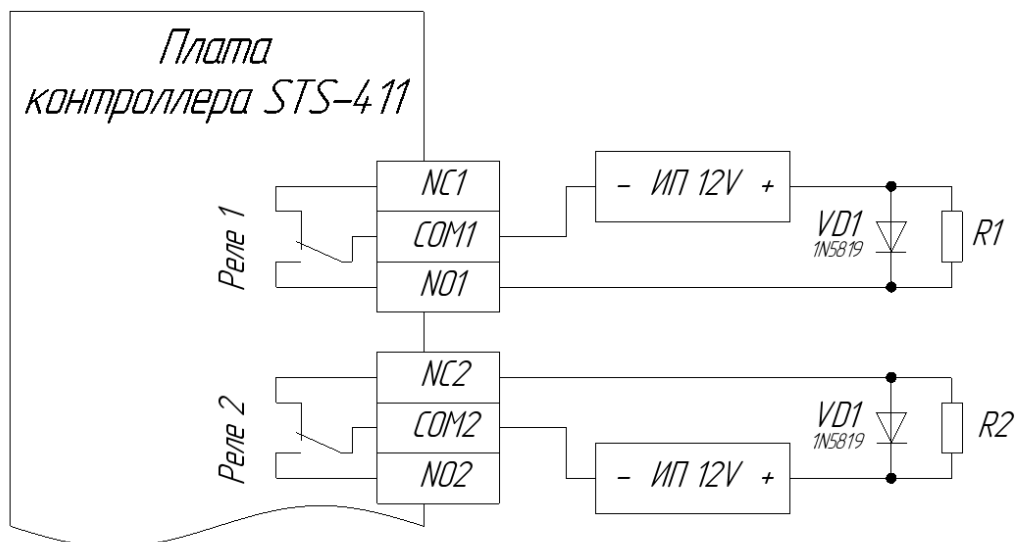 Плата
контроллера STS-411
Реле 1
NC1
COM1
NO1
- ИП 12V +
VD1
1N5819
R1
Реле 2
NC2
COM2
NO2
- ИП 12V +
VD1
1N5819
R2